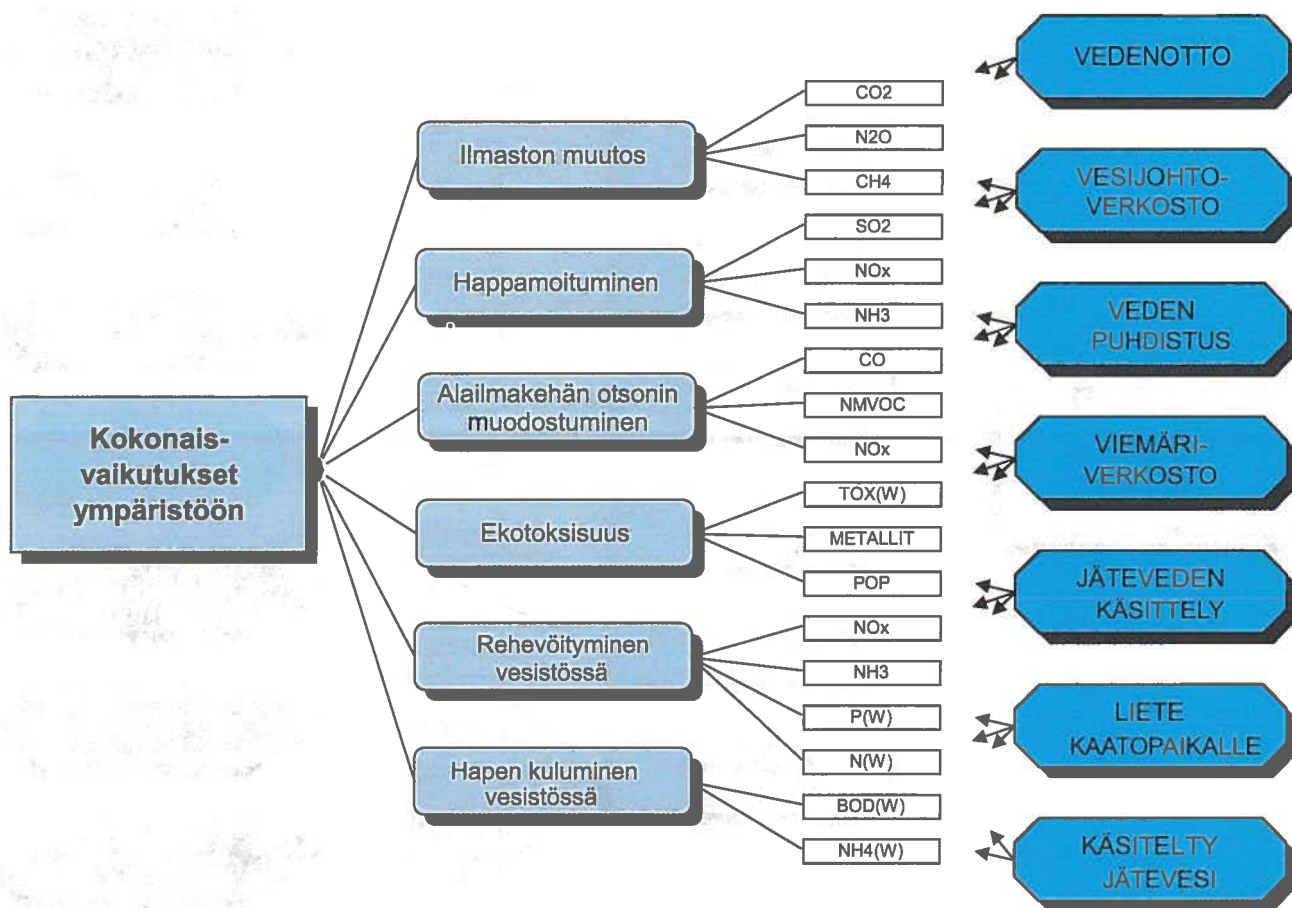 Kokonais-
vaikutukset
ympäristöön
Ilmaston muutos
Happamoituminen
Alailmakehän otsonin
muodostuminen
Ekotoksisuus
Rehevöityminen
vesistössä
Hapen kuluminen
vesistössä
CO2
N2O
CH4
SO2
NOx
NH3
CO
NMVOC
NOx
TOX(W)
METALLIT
POP
NOx
NH3
P(W)
N(W)
BOD(W)
NH4(W)
VEDENOTTO
VESIJOHTO-
VERKOSTO
VEDEN
PUHDISTUS
VIEMÄRI-
VERKOSTO
JÄTEVEDEN
KÄSITTELY
LIETE
KAATOPAIKALLE
KÄSITELTY
JÄTEVESI